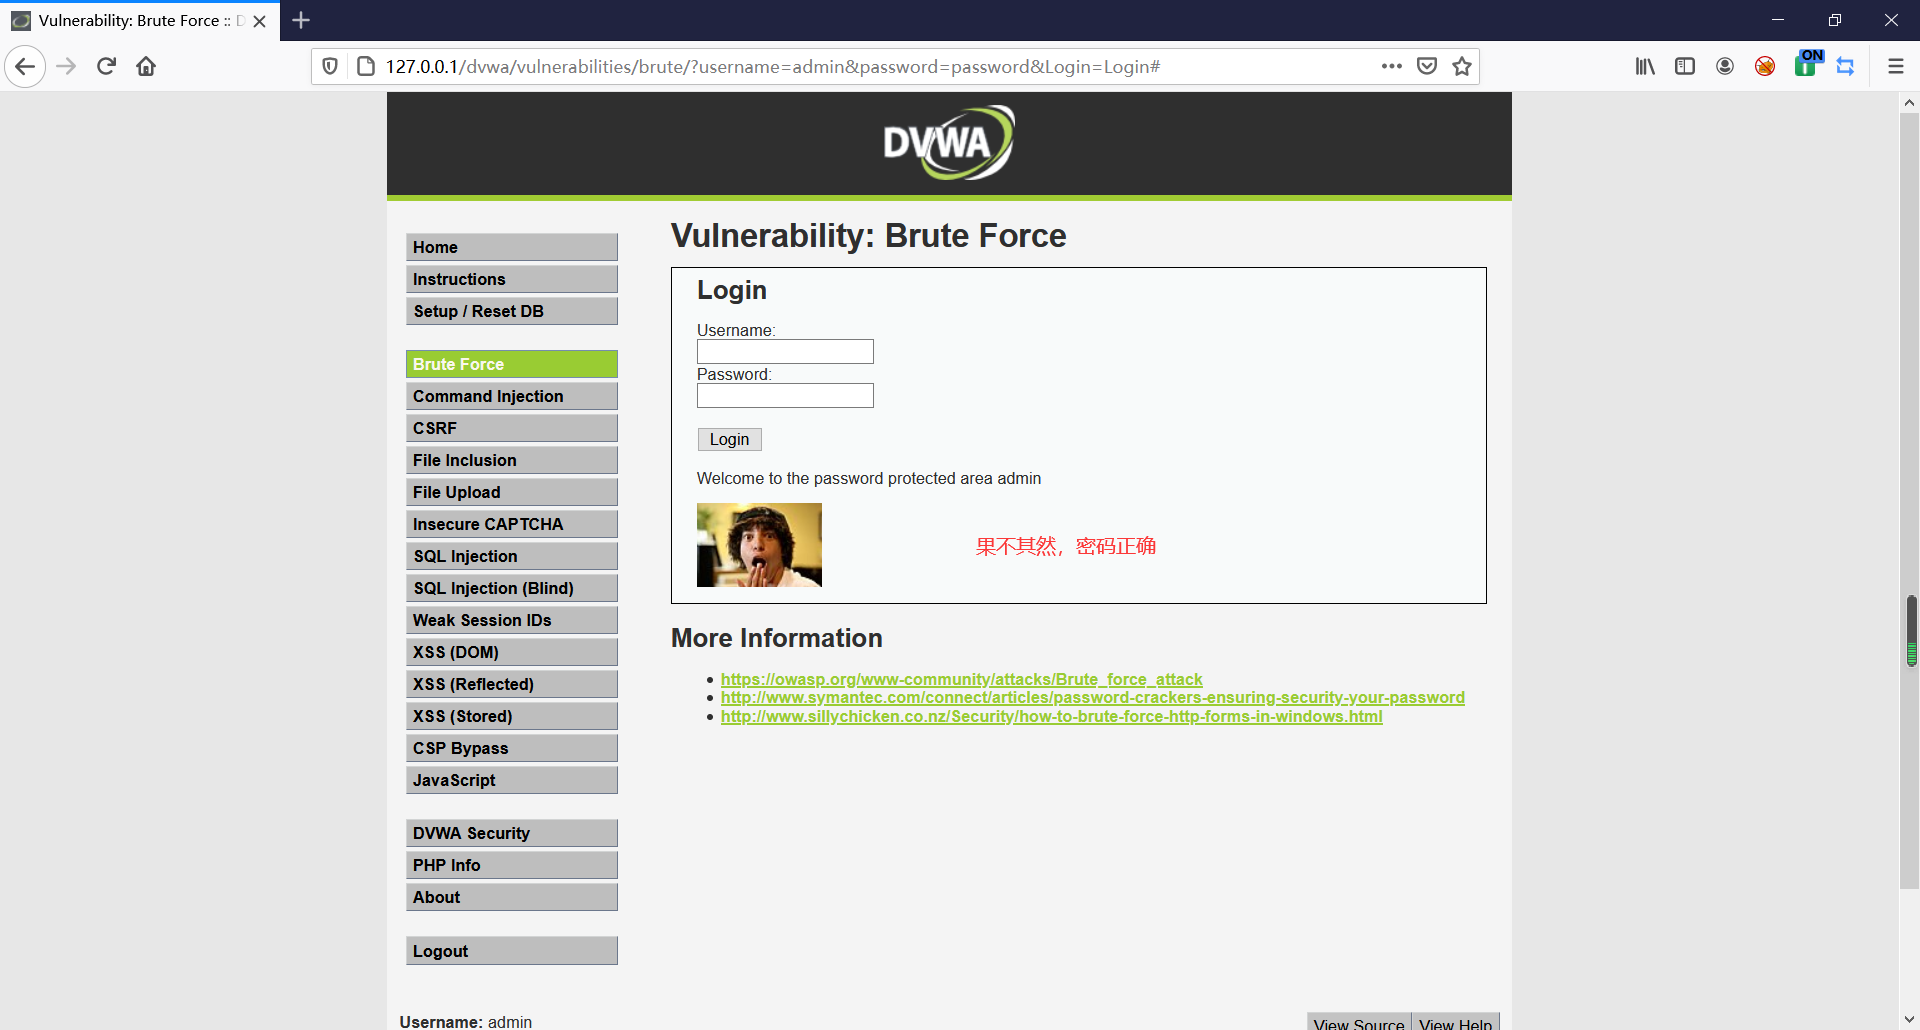 Vulnerability: Brute Force :: D
127.0.0.1/dvwa/vulnerabilities/brute/?username=admin&password=password&Login=Login#
ON
DVWA
Home
Instructions
Setup / Reset DB
Brute Force
Command Injection
CSRF
File Inclusion
File Upload
Insecure CAPTCHA
SQL Injection
SQL Injection (Blind)
Weak Session IDs
XSS (DOM)
XSS (Reflected)
XSS (Stored)
CSP Bypass
JavaScript
DVWA Security
PHP Info
About
Logout
Vulnerability: Brute Force
Login
Username:
Password:
Login
Welcome to the password protected area admin
果不其然，密码正确
More Information
https://owasp.org/www-community/attacks/Brute_force_attack
http://www.symantec.com/connect/articles/password-crackers-ensuring-security-your-password
http://www.sillychicken.co.nz/Security/how-to-brute-force-http-forms-in-windows.html
Username: admin
View Source View Help